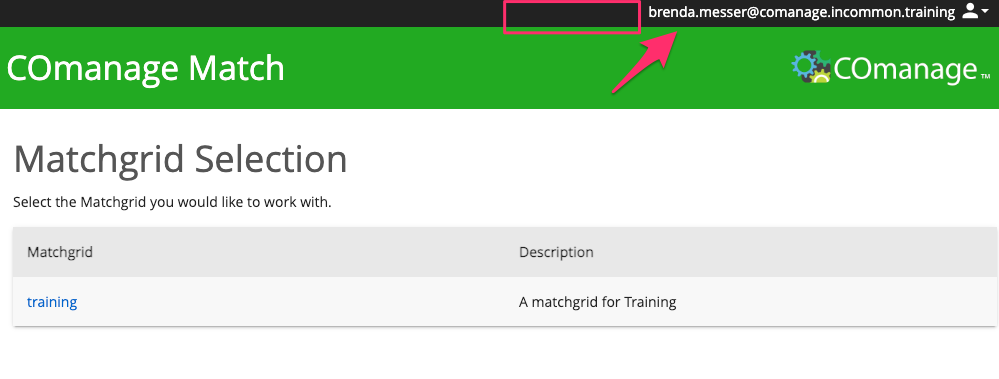 brenda.messer@comanage.incommon.training
COmanage Match
COmanage™
Matchgrid Selection
Select the Matchgrid you would like to work with.
Matchgrid Description
training A matchgrid for Training